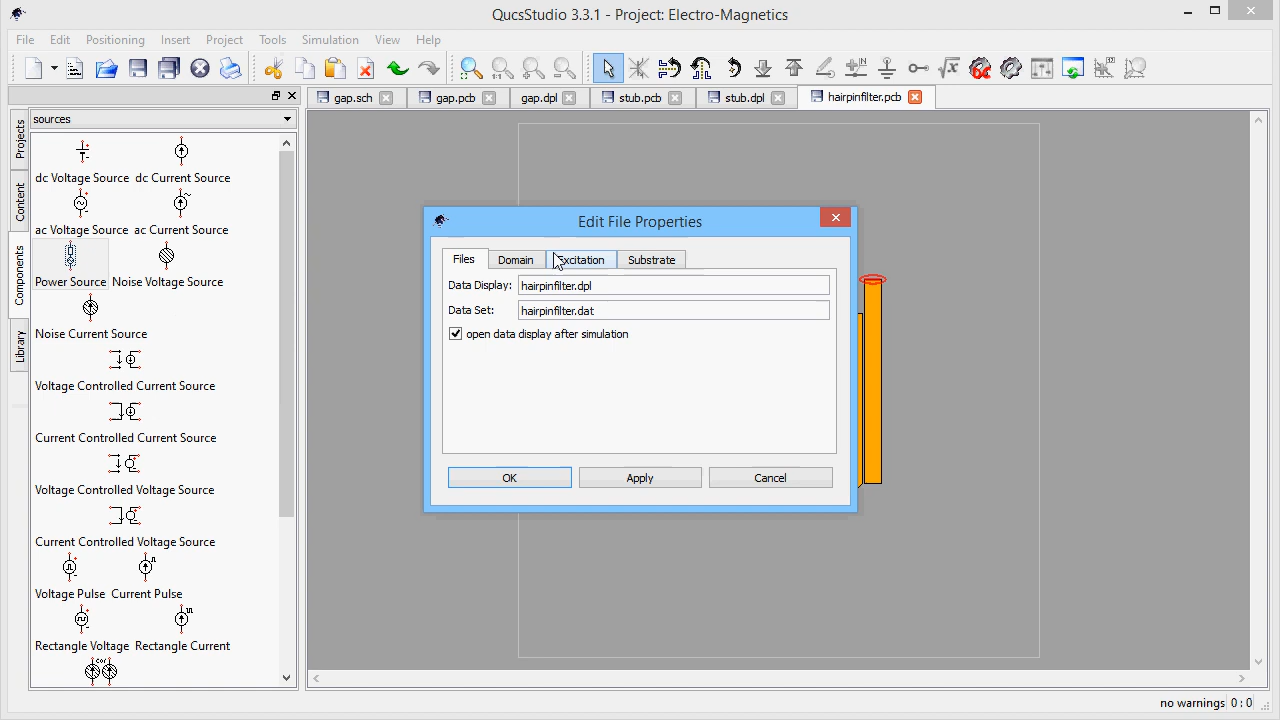 QucsStudio 3.3.1 - Project: Electro-Magnetics
File Edit Positioning Insert Project Tools Simulation View Help
gap.sch gap.pcb gap.dpl stub.pcb stub.dpl hairpinfilter.pcb
Projects
Content
Components
Library
sources
dc Voltage Source dc Current Source
ac Voltage Source ac Current Source
Power Source Noise Voltage Source
Noise Current Source
Voltage Controlled Current Source
Current Controlled Current Source
Voltage Controlled Voltage Source
Current Controlled Voltage Source
Voltage Pulse Current Pulse
Rectangle Voltage Rectangle Current
cor
Edit File Properties
Files Domain Excitation Substrate
Data Display: hairpinfilter.dpl
Data Set: hairpinfilter.dat
open data display after simulation
OK Apply Cancel
no warnings 0 : 0